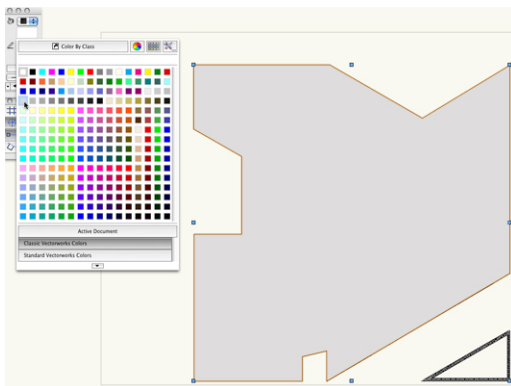 Color By Class
Active Document
Classic Vectorworks Colors
Standard Vectorworks Colors